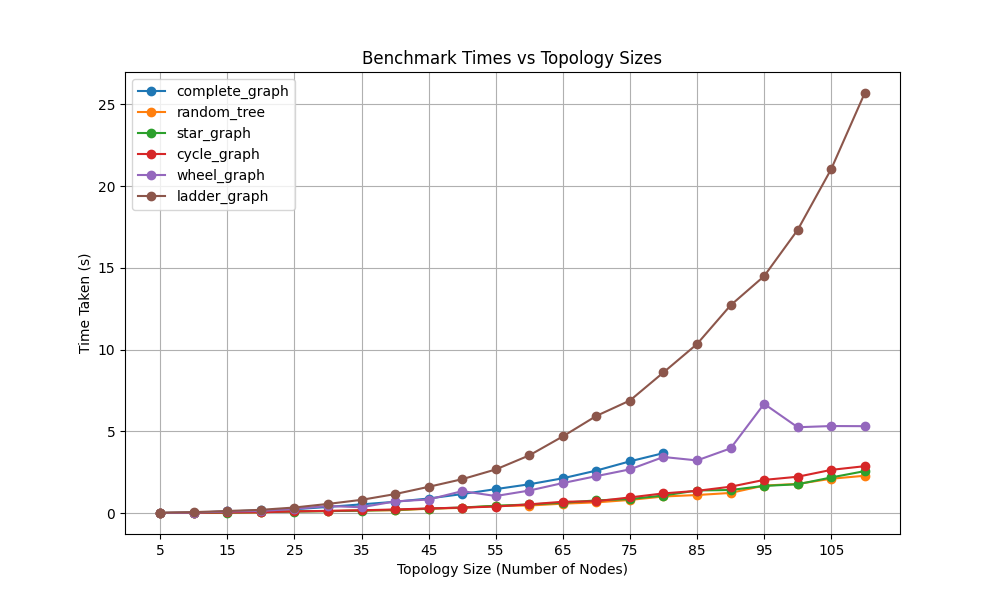 Benchmark Times vs Topology Sizes
complete_graph
random_tree
star_graph
cycle_graph
wheel_graph
ladder_graph
Time Taken (s)
25
20
15
10
5
0
5 15 25 35 45 55 65 75 85 95 105
Topology Size (Number of Nodes)